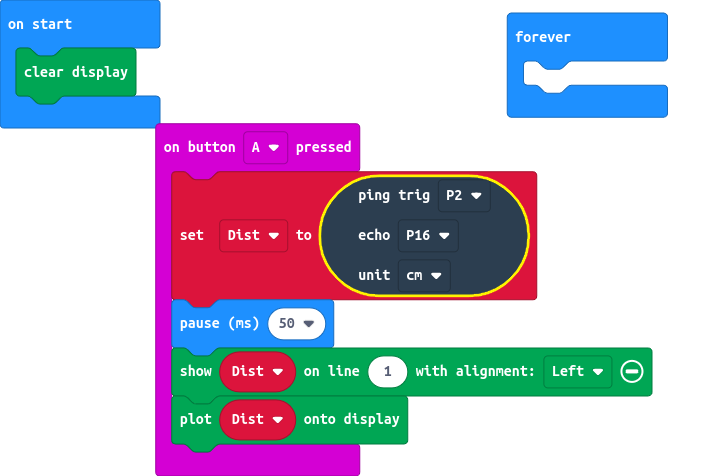 on start
clear display
forever
on button A pressed
ping trig P2
set Dist to echo P16
unit cm
pause (ms) 50
show Dist on line 1 with alignment: Left
plot Dist onto display